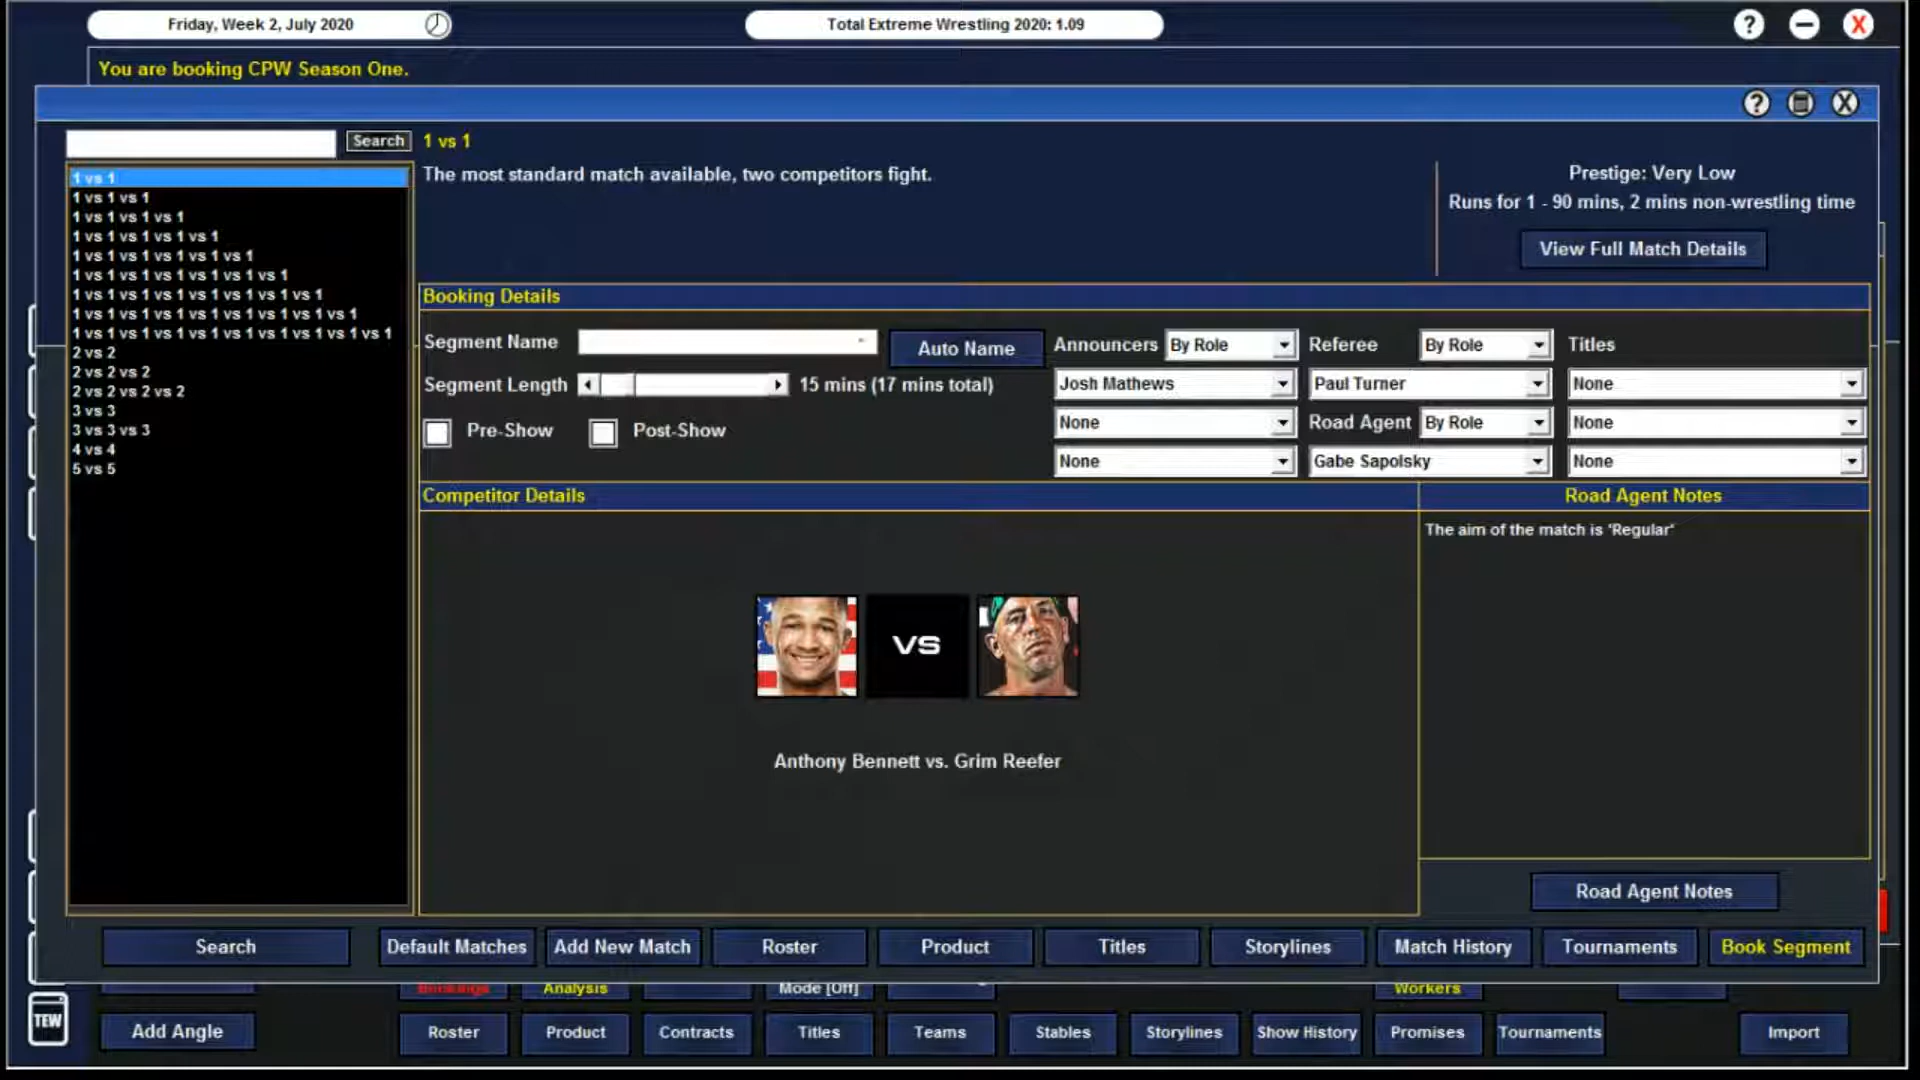 Friday, Week 2, July 2020
Total Extreme Wrestling 2020: 1.09
?
X
You are booking CPW Season One.
?
X
Search
1 vs 1
1 vs 1
1 vs 1 vs 1
1 vs 1 vs 1 vs 1
1 vs 1 vs 1 vs 1 vs 1
1 vs 1 vs 1 vs 1 vs 1 vs 1
1 vs 1 vs 1 vs 1 vs 1 vs 1 vs 1
1 vs 1 vs 1 vs 1 vs 1 vs 1 vs 1 vs 1
1 vs 1 vs 1 vs 1 vs 1 vs 1 vs 1 vs 1 vs 1
1 vs 1 vs 1 vs 1 vs 1 vs 1 vs 1 vs 1 vs 1 vs 1
2 vs 2
2 vs 2 vs 2
2 vs 2 vs 2 vs 2
3 vs 3
3 vs 3 vs 3
4 vs 4
5 vs 5
The most standard match available, two competitors fight.
Prestige: Very Low
Runs for 1 - 90 mins, 2 mins non-wrestling time
View Full Match Details
Booking Details
Segment Name
Auto Name
Announcers
By Role
Referee
By Role
Titles
Segment Length
15 mins (17 mins total)
Josh Mathews
Paul Turner
None
Pre-Show
Post-Show
None
Road Agent
By Role
None
None
Gabe Sapolsky
None
Competitor Details
Road Agent Notes
The aim of the match is 'Regular'
VS
Anthony Bennett vs. Grim Reefer
Road Agent Notes
Search
Default Matches
Add New Match
Roster
Product
Titles
Storylines
Match History
Tournaments
Book Segment
Bookings
Analysis
Mode [Off]
Workers
TEW
Add Angle
Roster
Product
Contracts
Titles
Teams
Stables
Storylines
Show History
Promises
Tournaments
Import